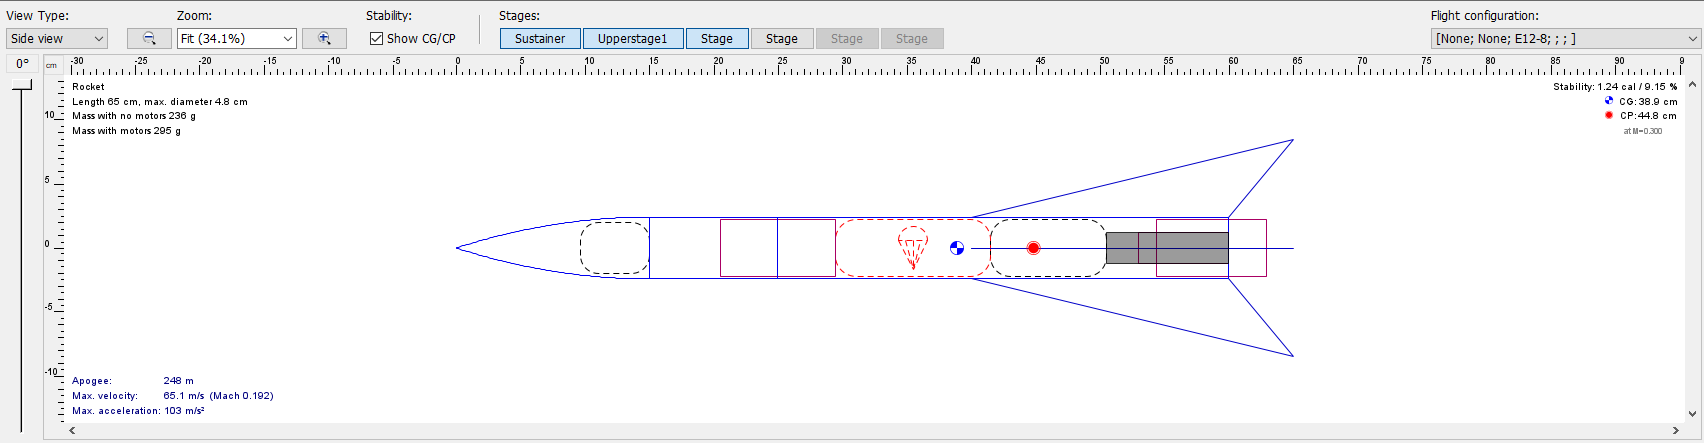 View Type: Zoom: Stability: Stages: Flight configuration:
Side view Fit (34.1%) Show CG/CP Sustainer Upperstage1 Stage Stage Stage Stage [None; None; E12-8; ; ; ]
0° cm -30 -25 -20 -15 -10 -5 0 5 10 15 20 25 30 35 40 45 50 55 60 65 70 75 80 85 90 9
Rocket Stability: 1.24 cal / 9.15 %
Length 65 cm, max. diameter 4.8 cm CG: 38.9 cm
Mass with no motors 236 g CP: 44.8 cm
Mass with motors 295 g at M=0.300
10
5
0
-5
-10
Apogee: 248 m
Max. velocity: 65.1 m/s (Mach 0.192)
Max. acceleration: 103 m/s²